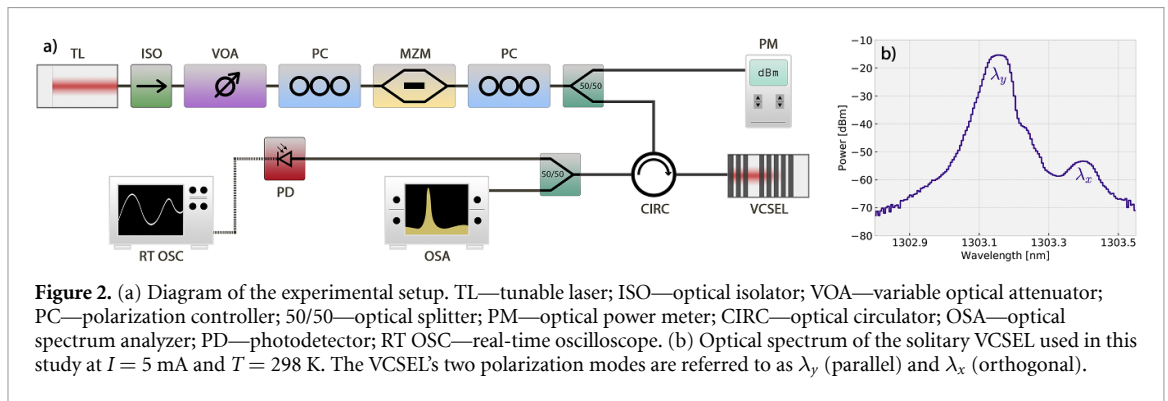 a)
TL ISO VOA PC MZM PC PM
dBm
50/50
50/50
PD
CIRC
VCSEL
RT OSC
OSA
b)
−10
−20
−30
−40
−50
−60
−70
−80
Power [dBm]
λy
λx
1302.9 1303.1 1303.3 1303.5
Wavelength [nm]
Figure 2. (a) Diagram of the experimental setup. TL—tunable laser; ISO—optical isolator; VOA—variable optical attenuator;
PC—polarization controller; 50/50—optical splitter; PM—optical power meter; CIRC—optical circulator; OSA—optical
spectrum analyzer; PD—photodetector; RT OSC—real-time oscilloscope. (b) Optical spectrum of the solitary VCSEL used in this
study at I = 5 mA and T = 298 K. The VCSEL's two polarization modes are referred to as λy (parallel) and λx (orthogonal).